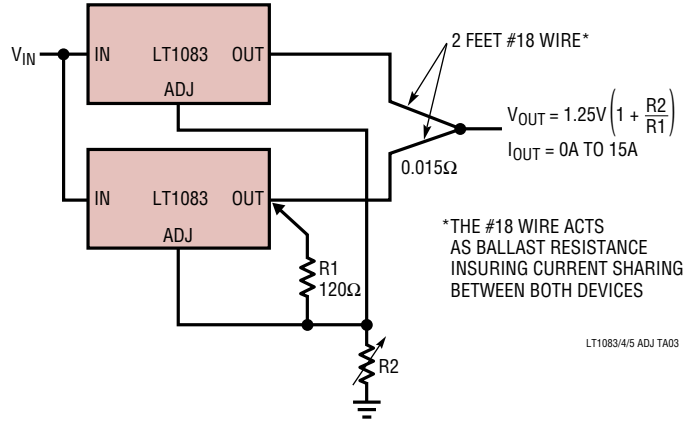 2 FEET #18 WIRE*
VIN
IN LT1083 OUT
ADJ
VOUT = 1.25V (1 + R2/R1)
IOUT = 0A TO 15A
0.015Ω
IN LT1083 OUT
ADJ
*THE #18 WIRE ACTS
AS BALLAST RESISTANCE
INSURING CURRENT SHARING
BETWEEN BOTH DEVICES
R1
120Ω
LT1083/4/5 ADJ TA03
R2